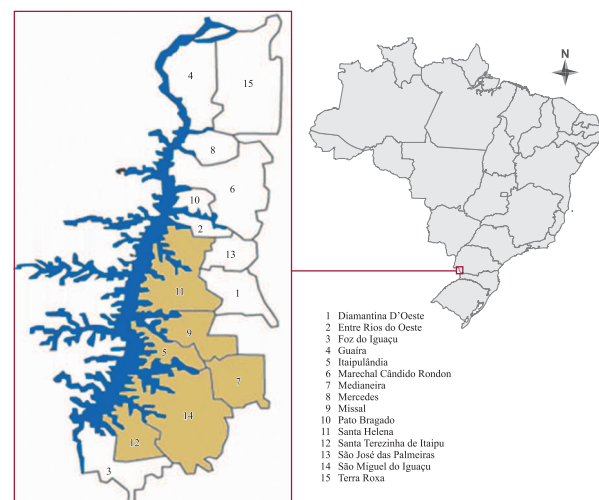 4
15
N
8
6
10
2
13
11
1
9
5
7
14
12
3
1 Diamantina D'Oeste
2 Entre Rios do Oeste
3 Foz do Iguaçu
4 Guaíra
5 Itaipulândia
6 Marechal Cândido Rondon
7 Medianeira
8 Mercedes
9 Missal
10 Pato Bragado
11 Santa Helena
12 Santa Terezinha de Itaipu
13 São José das Palmeiras
14 São Miguel do Iguaçu
15 Terra Roxa